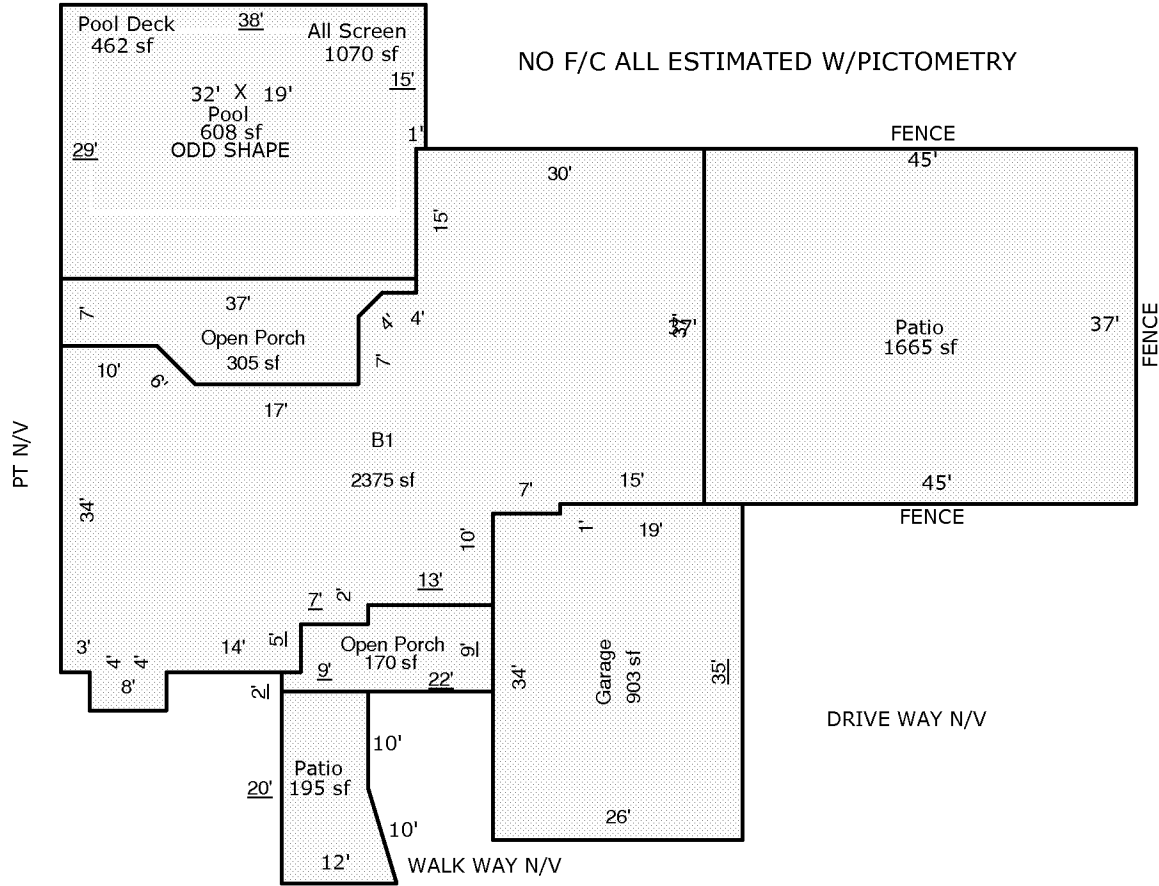 Pool Deck
462 sf
38'
All Screen
1070 sf
NO F/C ALL ESTIMATED W/PICTOMETRY
15'
32' X 19'
Pool
608 sf
ODD SHAPE
29'
1'
FENCE
45'
30'
15'
7'
37'
4'
4'
Open Porch
305 sf
7'
37'
Patio
1665 sf
37'
FENCE
10'
6'
17'
B1
2375 sf
PT N/V
34'
7'
15'
45'
FENCE
10'
1'
19'
13'
7'
2'
5'
3'
4'
4'
14'
8'
Open Porch
170 sf
9'
9'
22'
2'
34'
Garage
903 sf
35'
DRIVE WAY N/V
10'
Patio
195 sf
20'
10'
26'
12'
WALK WAY N/V